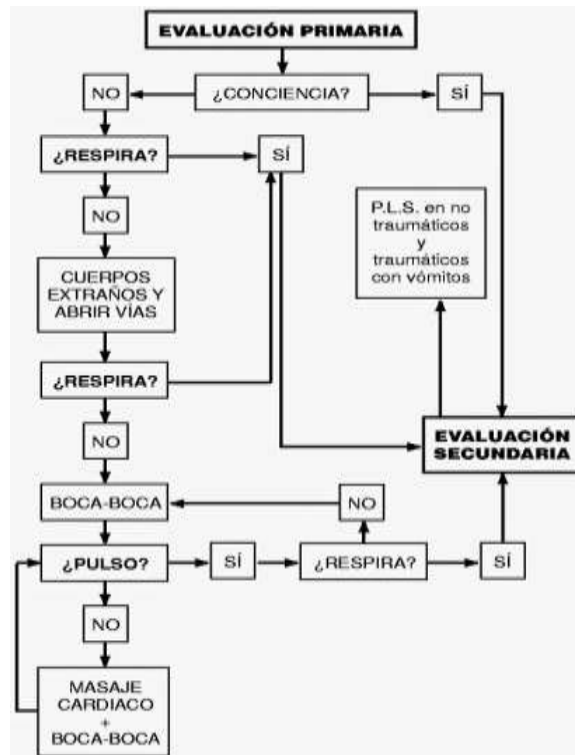 EVALUACIÓN PRIMARIA
NO
¿CONCIENCIA?
SÍ
¿RESPIRA?
SÍ
NO
P.L.S. en no
traumáticos
y
traumáticos
con vómitos
CUERPOS
EXTRAÑOS Y
ABRIR VÍAS
¿RESPIRA?
NO
EVALUACIÓN
SECUNDARIA
BOCA-BOCA
NO
¿PULSO?
SÍ
¿RESPIRA?
SÍ
NO
MASAJE
CARDIACO
+
BOCA-BOCA